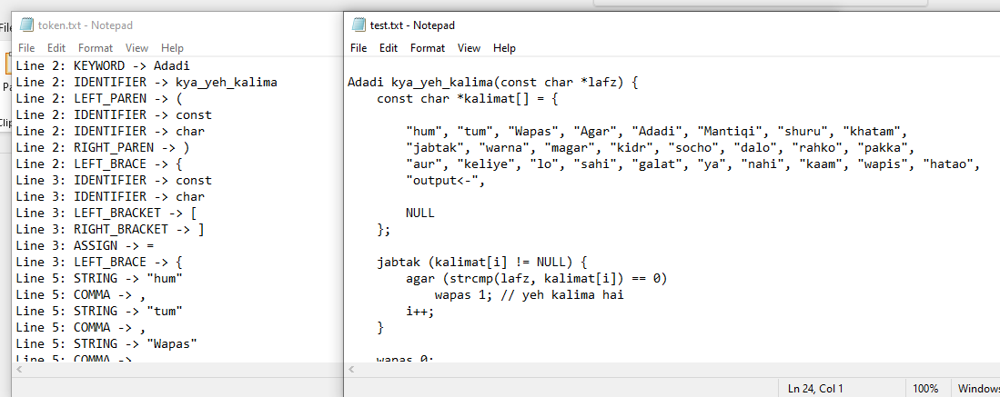 token.txt - Notepad
File Edit Format View Help
Line 2: KEYWORD -> Adadi
Line 2: IDENTIFIER -> kya_yeh_kalima
Line 2: LEFT_PAREN -> (
Line 2: IDENTIFIER -> const
Line 2: IDENTIFIER -> char
Line 2: RIGHT_PAREN -> )
Line 2: LEFT_BRACE -> {
Line 3: IDENTIFIER -> const
Line 3: IDENTIFIER -> char
Line 3: LEFT_BRACKET -> [
Line 3: RIGHT_BRACKET -> ]
Line 3: ASSIGN -> =
Line 3: LEFT_BRACE -> {
Line 5: STRING -> "hum"
Line 5: COMMA -> ,
Line 5: STRING -> "tum"
Line 5: COMMA -> ,
Line 5: STRING -> "Wapas"
Line 5: COMMA ->
test.txt - Notepad
File Edit Format View Help
Adadi kya_yeh_kalima(const char *lafz) {
    const char *kalimat[] = {
        "hum", "tum", "Wapas", "Agar", "Adadi", "Mantiqi", "shuru", "khatam",
        "jabtak", "warna", "magar", "kidr", "socho", "dalo", "rahko", "pakka",
        "aur", "keliye", "lo", "sahi", "galat", "ya", "nahi", "kaam", "wapis", "hatao",
        "output<-",
        NULL
    };
    jabtak (kalimat[i] != NULL) {
        agar (strcmp(lafz, kalimat[i]) == 0)
            wapas 1; // yeh kalima hai
        i++;
    }
    wapas 0;
Ln 24, Col 1
100%
Windows